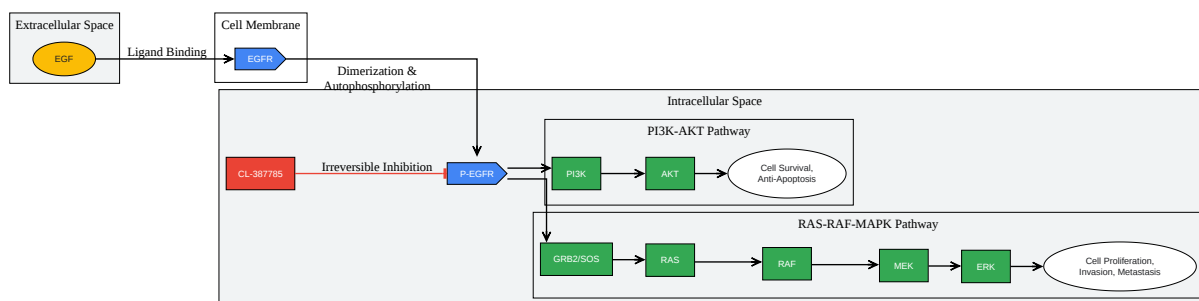 Extracellular Space
Cell Membrane
EGF
Ligand Binding
EGFR
Dimerization &
Autophosphorylation
Intracellular Space
PI3K-AKT Pathway
CL-387785
Irreversible Inhibition
P-EGFR
PI3K
AKT
Cell Survival,
Anti-Apoptosis
RAS-RAF-MAPK Pathway
GRB2/SOS
RAS
RAF
MEK
ERK
Cell Proliferation,
Invasion, Metastasis